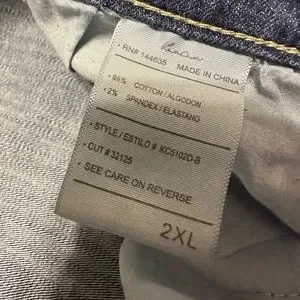 KanCan
• RN# 144635 MADE IN CHINA
• 98% COTTON / ALGODON
• 2% SPANDEX / ELASTANO
• STYLE / ESTILO # KC5102D-B
• CUT # 32125
• SEE CARE ON REVERSE
2XL